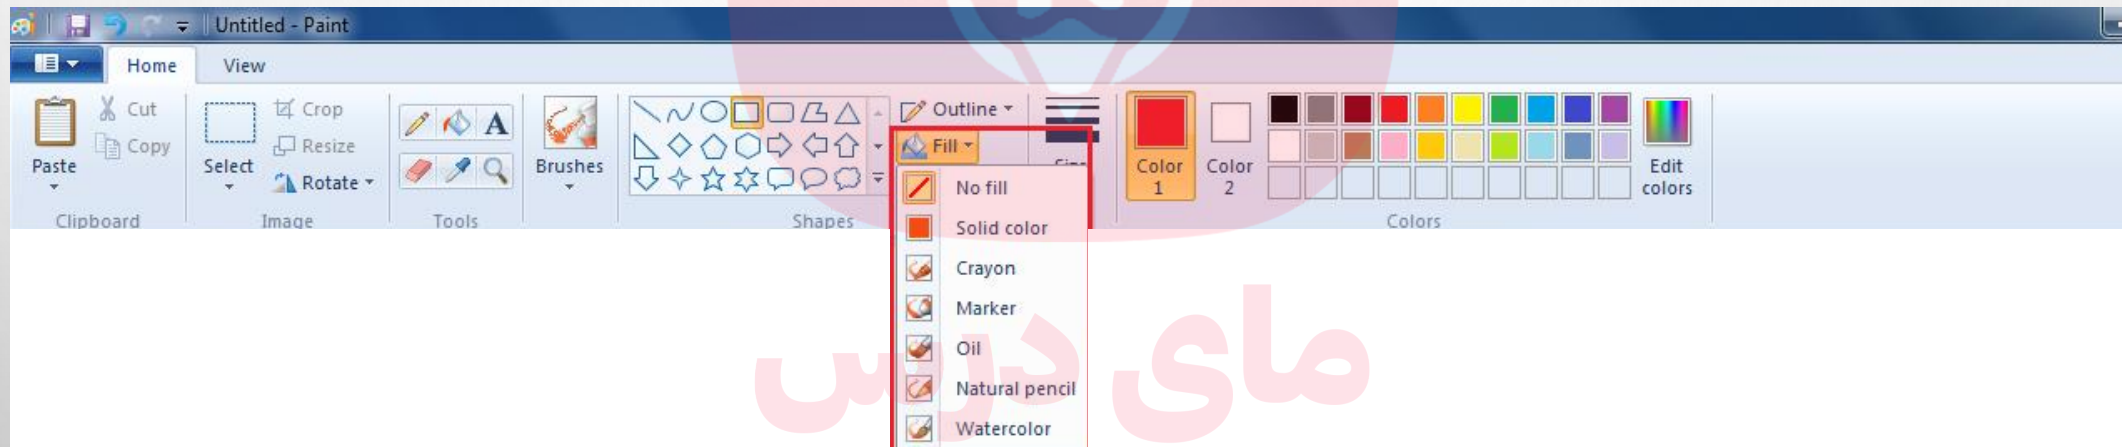 Untitled - Paint
Home View
Cut
Copy
Paste
Clipboard
Select
Crop
Resize
Rotate
Image
A
Tools
Brushes
Outline
Fill
Shapes
Color 1
Color 2
Edit colors
Colors
No fill
Solid color
Crayon
Marker
Oil
Natural pencil
Watercolor
مای درس